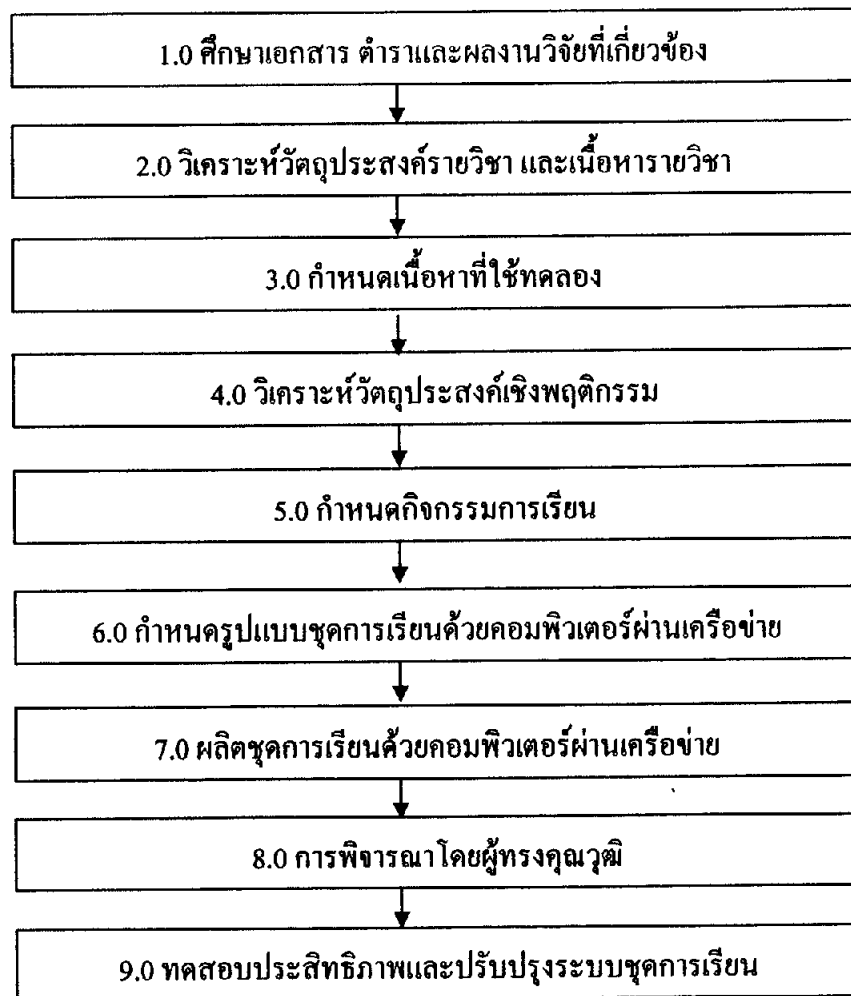 1.0 ศึกษาเอกสาร ตำราและผลงานวิจัยที่เกี่ยวข้อง
2.0 วิเคราะห์วัตถุประสงค์รายวิชา และเนื้อหารายวิชา
3.0 กำหนดเนื้อหาที่ใช้ทดลอง
4.0 วิเคราะห์วัตถุประสงค์เชิงพฤติกรรม
5.0 กำหนดกิจกรรมการเรียน
6.0 กำหนดรูปแบบชุดการเรียนด้วยคอมพิวเตอร์ผ่านเครือข่าย
7.0 ผลิตชุดการเรียนด้วยคอมพิวเตอร์ผ่านเครือข่าย
8.0 การพิจารณาโดยผู้ทรงคุณวุฒิ
9.0 ทดสอบประสิทธิภาพและปรับปรุงระบบชุดการเรียน